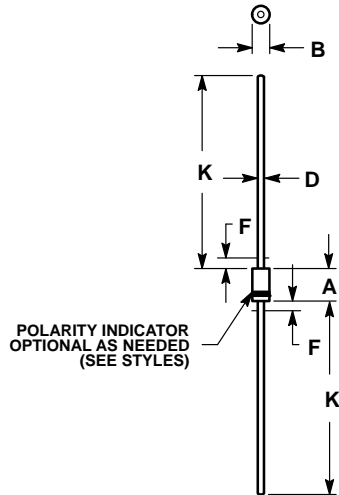 B
K
D
F
A
POLARITY INDICATOR
OPTIONAL AS NEEDED
(SEE STYLES)
F
K